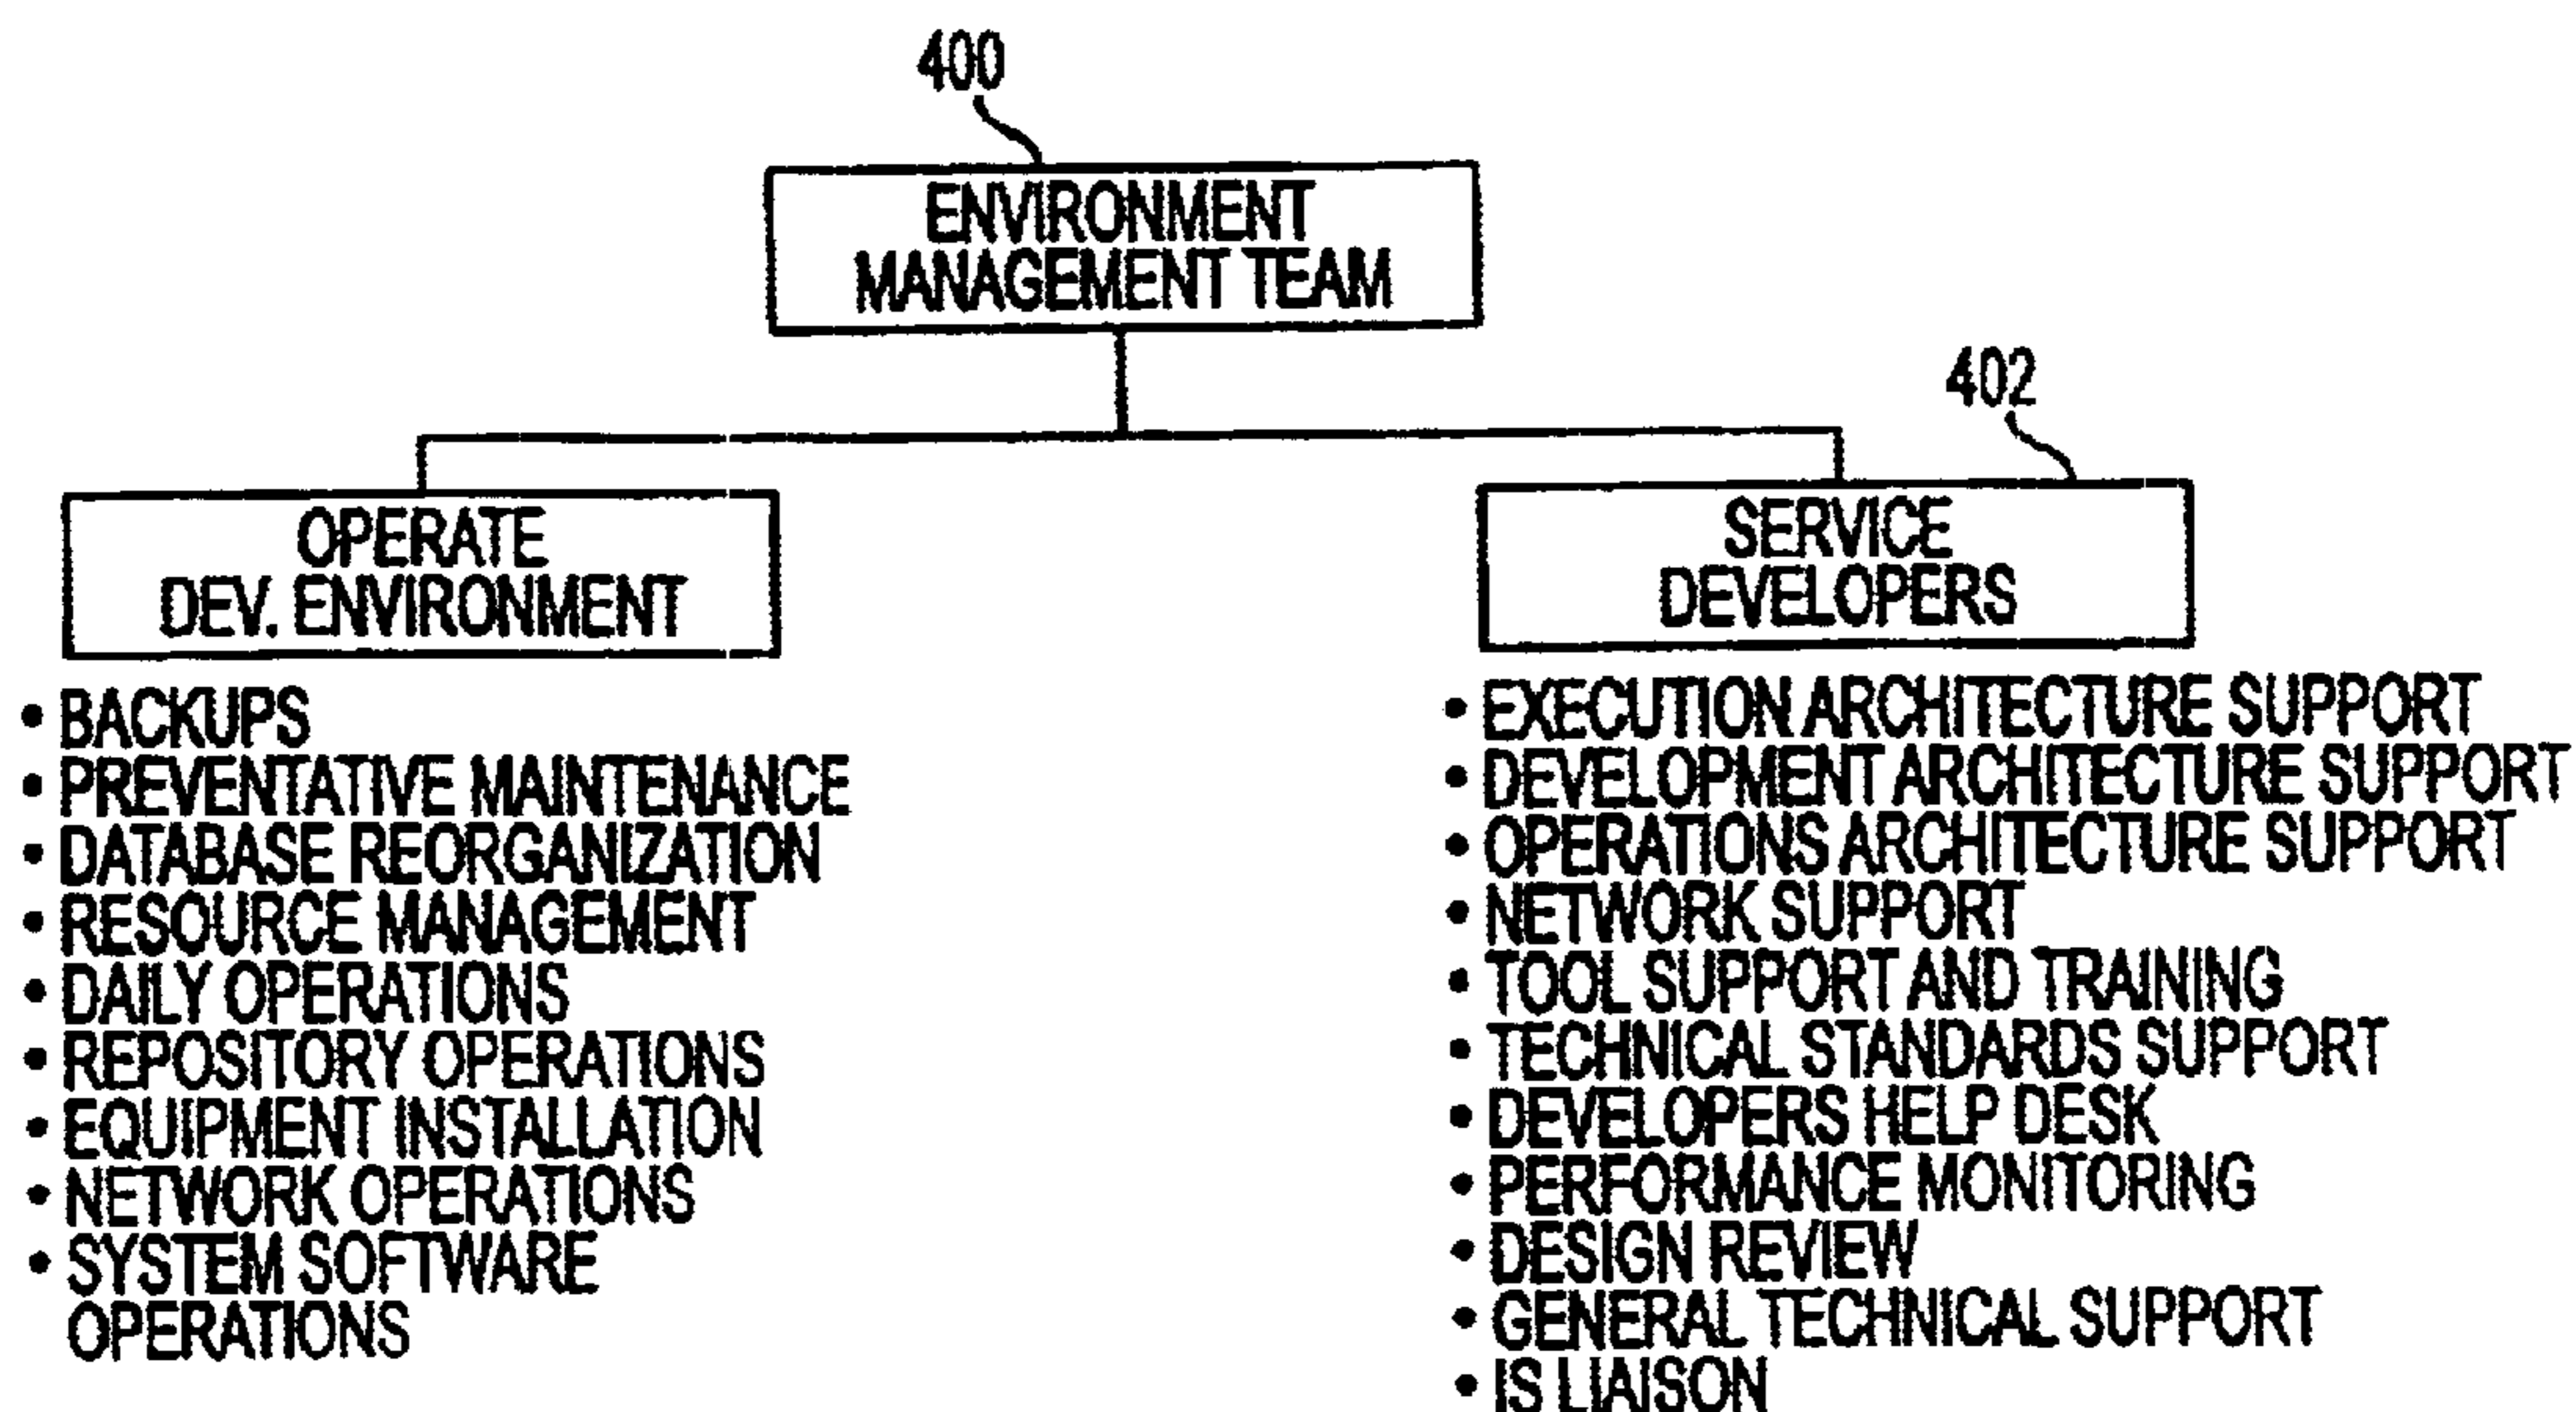 400
ENVIRONMENT
MANAGEMENT TEAM
402
OPERATE
DEV. ENVIRONMENT
• BACKUPS
• PREVENTATIVE MAINTENANCE
• DATABASE REORGANIZATION
• RESOURCE MANAGEMENT
• DAILY OPERATIONS
• REPOSITORY OPERATIONS
• EQUIPMENT INSTALLATION
• NETWORK OPERATIONS
• SYSTEM SOFTWARE
OPERATIONS
SERVICE
DEVELOPERS
• EXECUTION ARCHITECTURE SUPPORT
• DEVELOPMENT ARCHITECTURE SUPPORT
• OPERATIONS ARCHITECTURE SUPPORT
• NETWORK SUPPORT
• TOOL SUPPORT AND TRAINING
• TECHNICAL STANDARDS SUPPORT
• DEVELOPERS HELP DESK
• PERFORMANCE MONITORING
• DESIGN REVIEW
• GENERAL TECHNICAL SUPPORT
• IS LIAISON